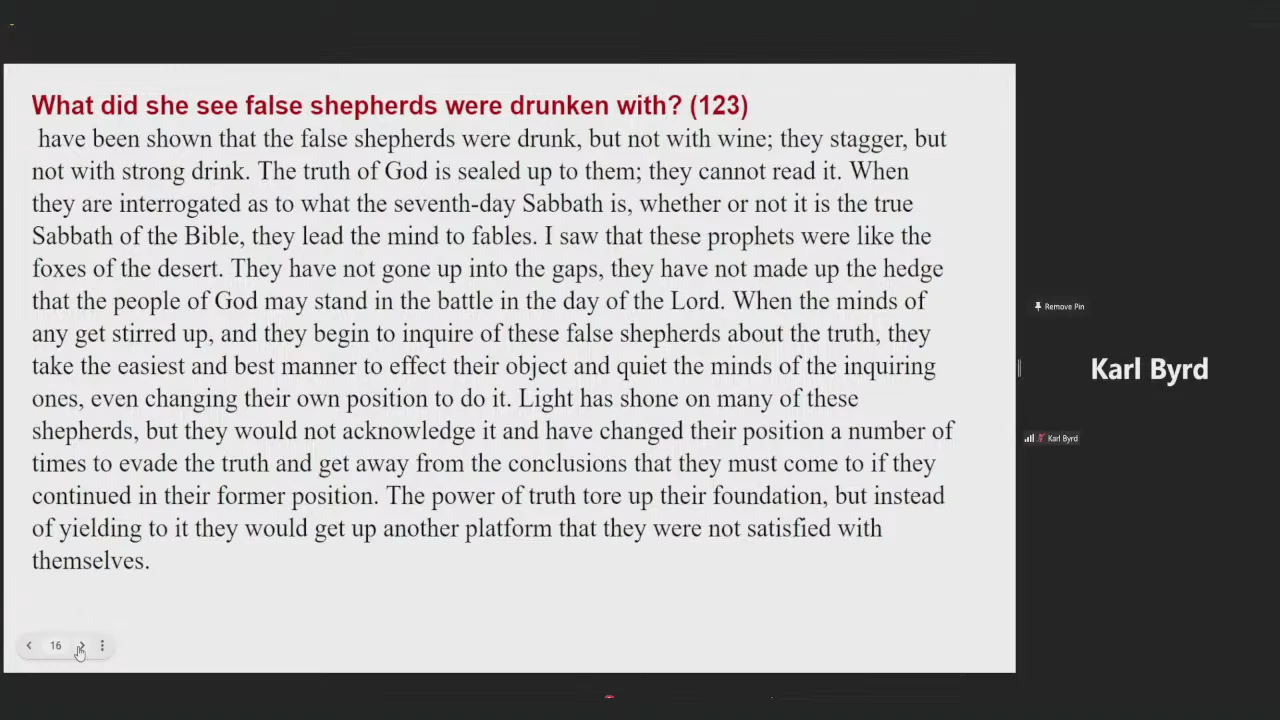 What did she see false shepherds were drunken with? (123)
have been shown that the false shepherds were drunk, but not with wine; they stagger, but
not with strong drink. The truth of God is sealed up to them; they cannot read it. When
they are interrogated as to what the seventh-day Sabbath is, whether or not it is the true
Sabbath of the Bible, they lead the mind to fables. I saw that these prophets were like the
foxes of the desert. They have not gone up into the gaps, they have not made up the hedge
that the people of God may stand in the battle in the day of the Lord. When the minds of
any get stirred up, and they begin to inquire of these false shepherds about the truth, they
take the easiest and best manner to effect their object and quiet the minds of the inquiring
ones, even changing their own position to do it. Light has shone on many of these
shepherds, but they would not acknowledge it and have changed their position a number of
times to evade the truth and get away from the conclusions that they must come to if they
continued in their former position. The power of truth tore up their foundation, but instead
of yielding to it they would get up another platform that they were not satisfied with
themselves.
16
Remove Pin
Karl Byrd
Karl Byrd